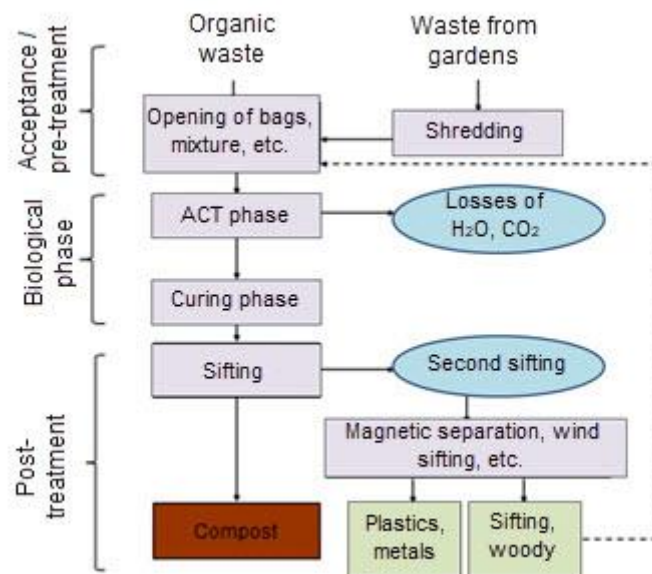 Organic
waste
Waste from
gardens
Acceptance /
pre-treatment
Opening of bags,
mixture, etc.
Shredding
Biological
phase
ACT phase
Losses of
H₂O, CO₂
Curing phase
Post-
treatment
Sifting
Second sifting
Magnetic separation, wind
sifting, etc.
Compost
Plastics,
metals
Sifting,
woody